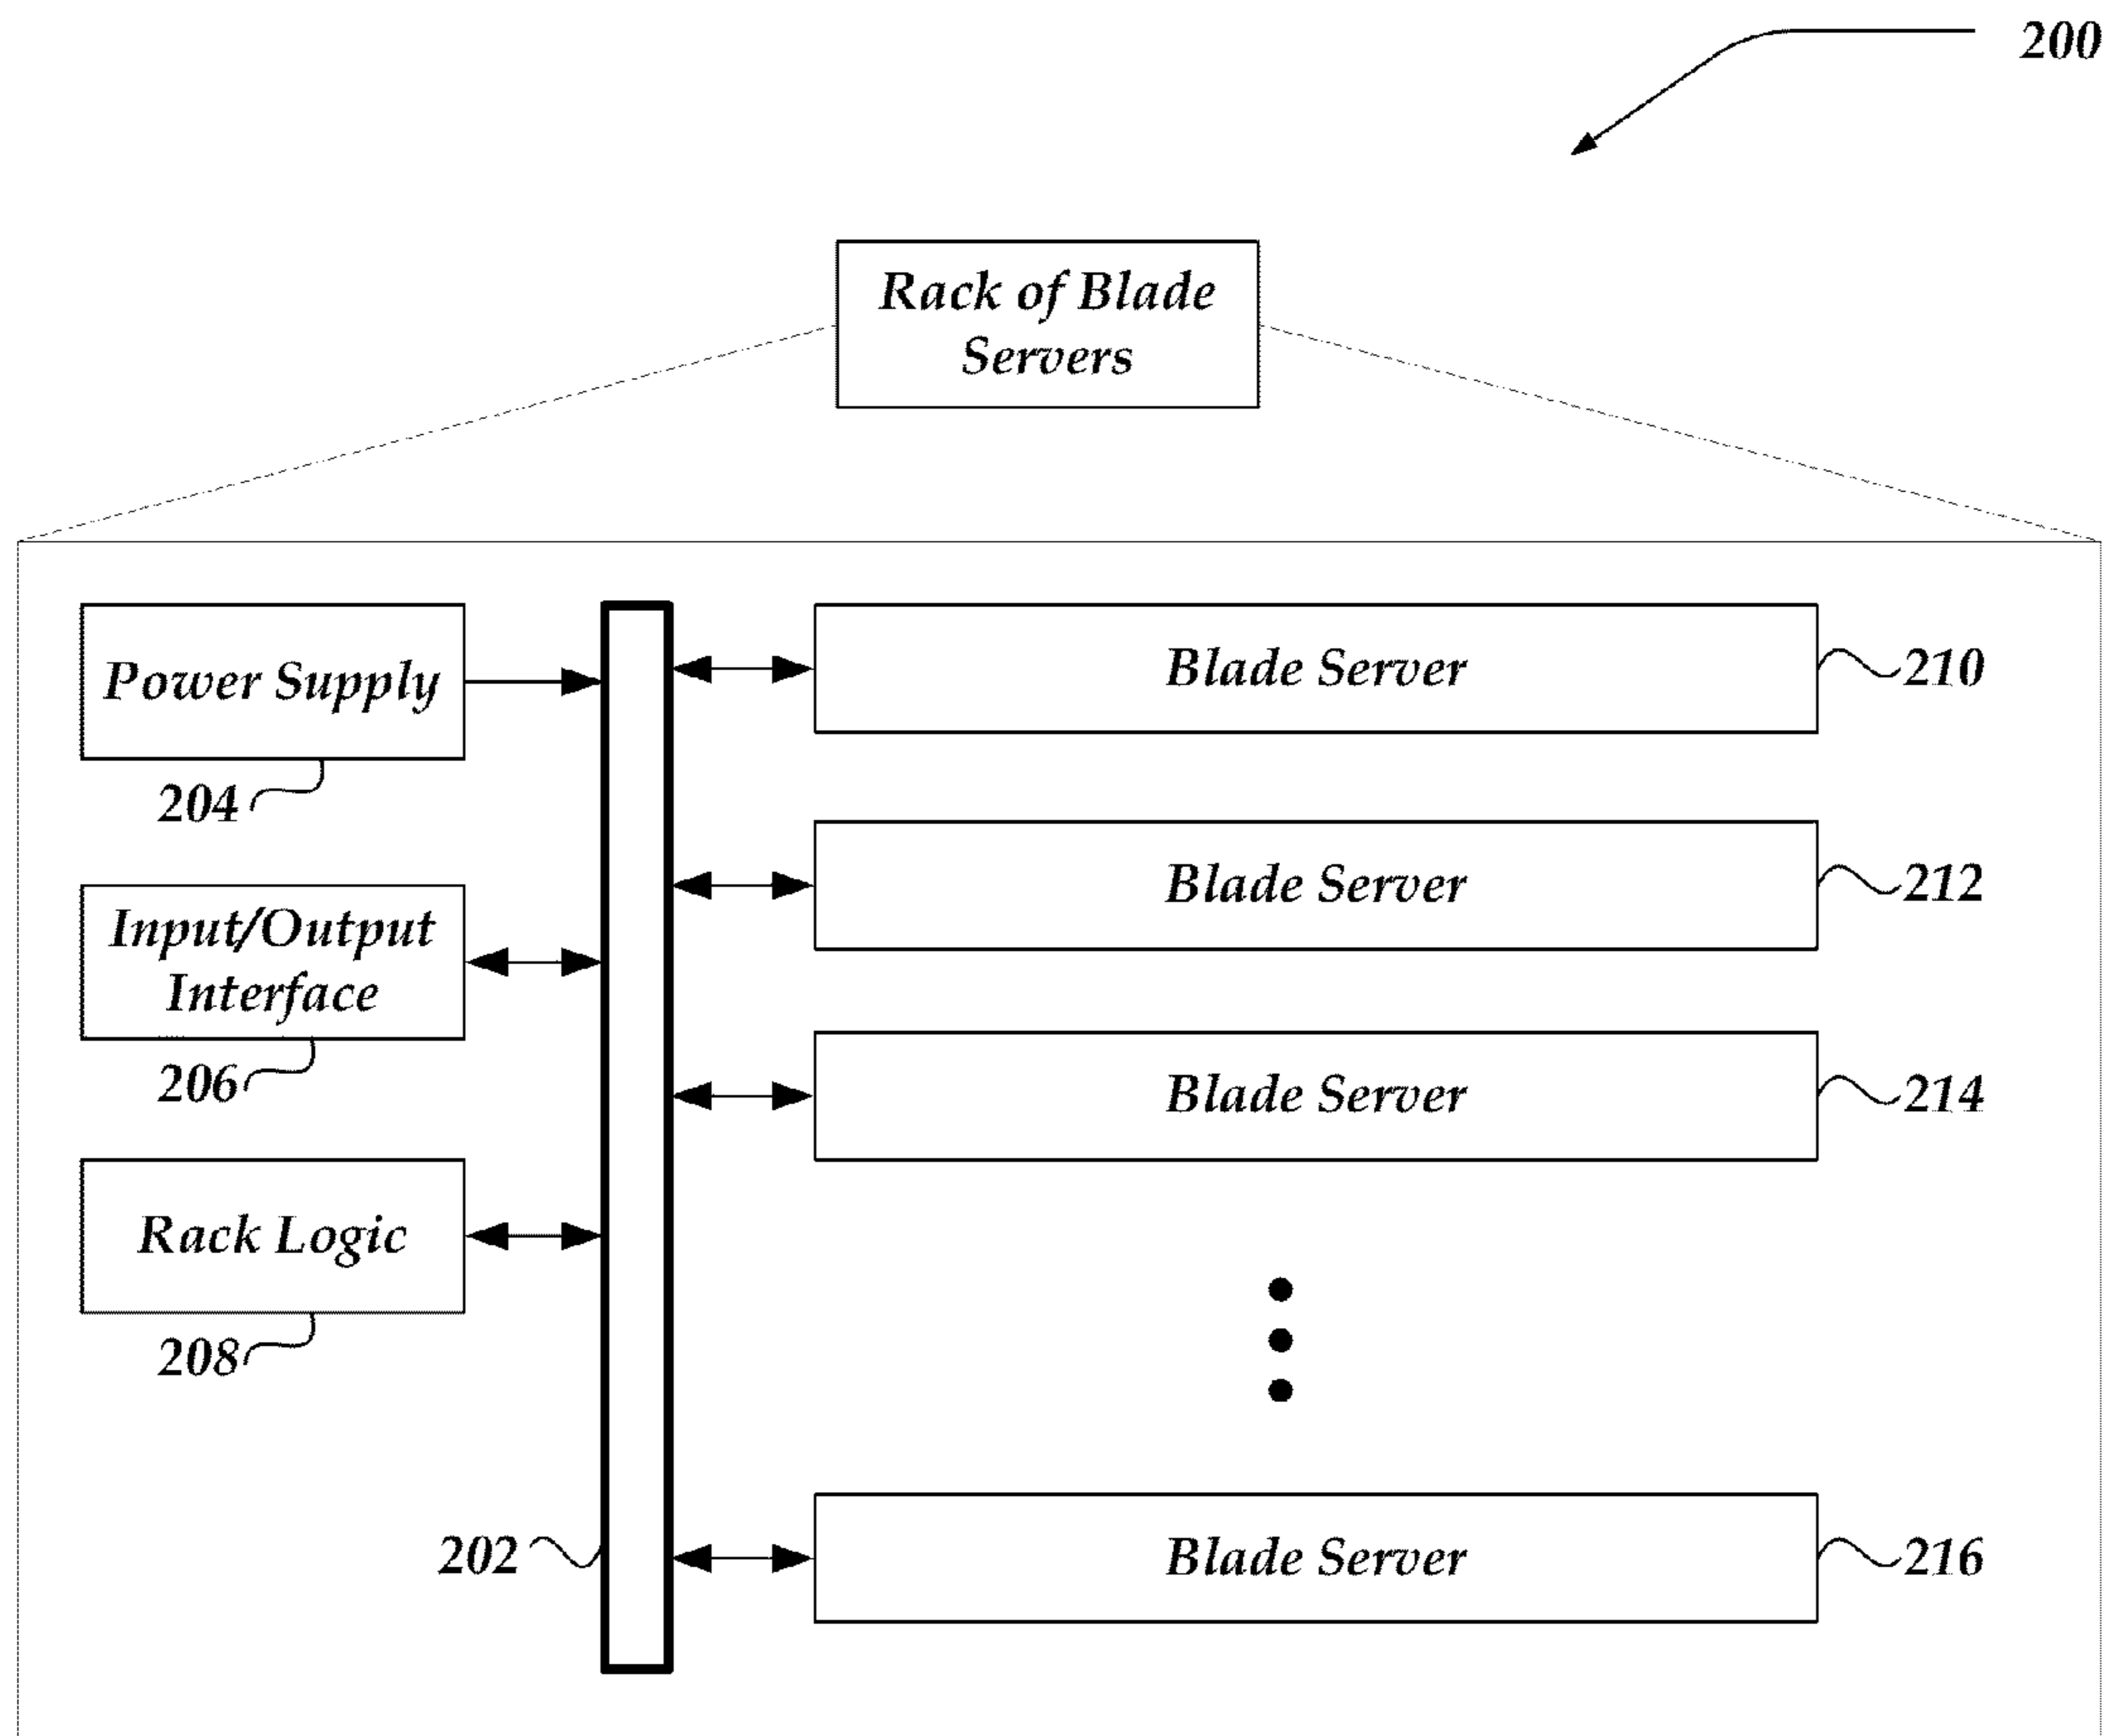 200
Rack of Blade
Servers
Power Supply
204
Input/Output
Interface
206
Rack Logic
208
202
Blade Server
210
Blade Server
212
Blade Server
214
Blade Server
216